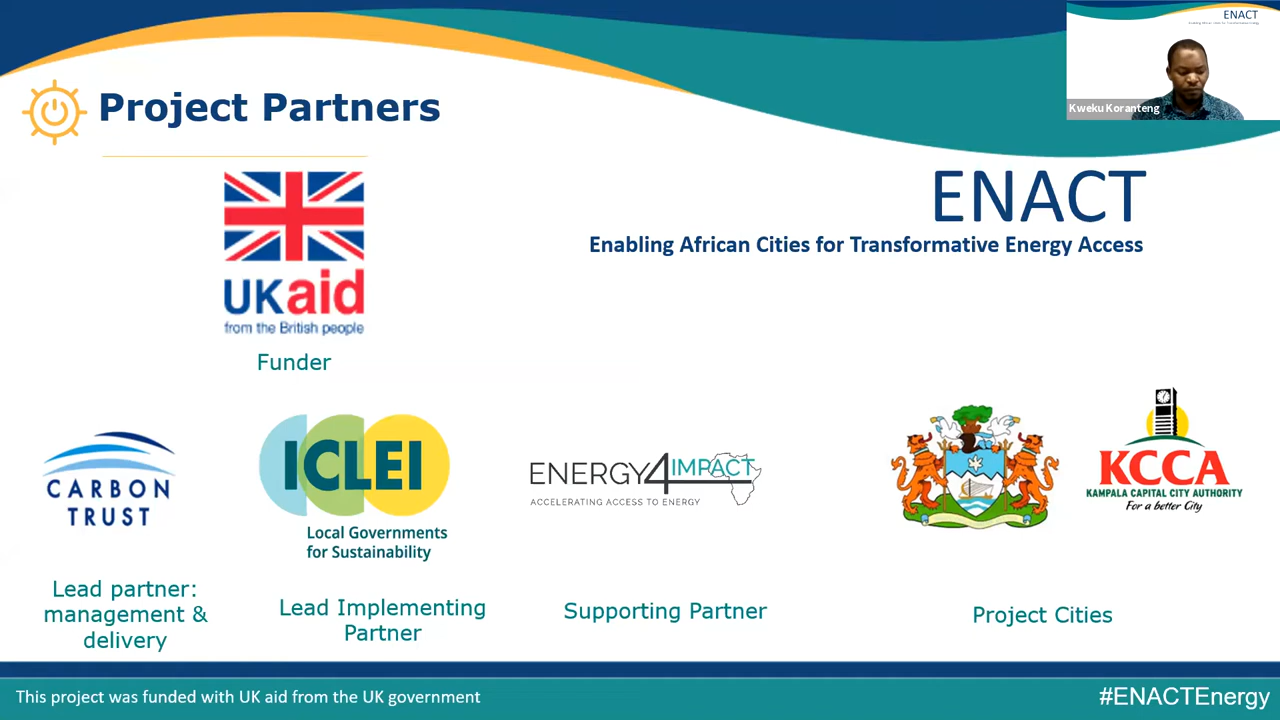 ENACT
Kweku Koranteng
Project Partners
UKaid
from the British people
Funder
ENACT
Enabling African Cities for Transformative Energy Access
CARBON
TRUST
Lead partner:
management &
delivery
ICLEI
Local Governments
for Sustainability
Lead Implementing
Partner
ENERGY4IMPACT
ACCELERATING ACCESS TO ENERGY
Supporting Partner
KCCA
KAMPALA CAPITAL CITY AUTHORITY
For a better City
Project Cities
This project was funded with UK aid from the UK government
#ENACTEnergy